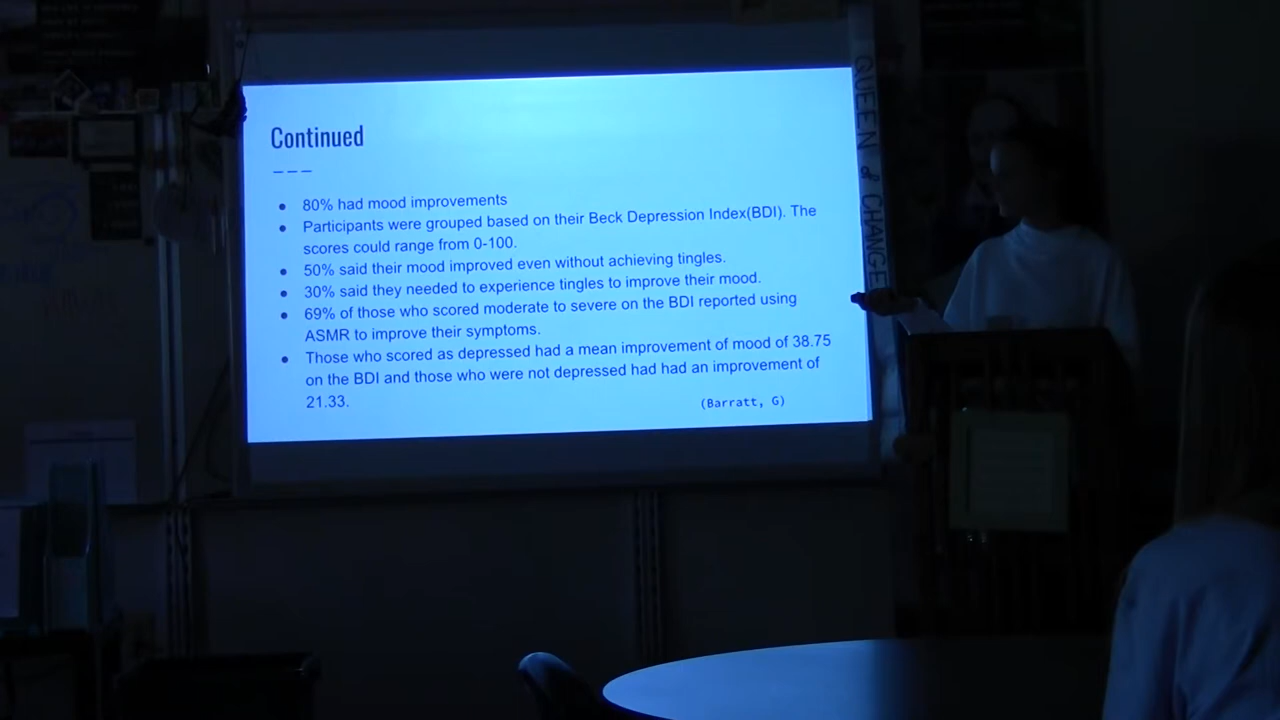 Continued
———
80% had mood improvements
Participants were grouped based on their Beck Depression Index(BDI). The
scores could range from 0-100.
50% said their mood improved even without achieving tingles.
30% said they needed to experience tingles to improve their mood.
69% of those who scored moderate to severe on the BDI reported using
ASMR to improve their symptoms.
Those who scored as depressed had a mean improvement of mood of 38.75
on the BDI and those who were not depressed had had an improvement of
21.33.
(Barratt, G)
QUEEN of CHANGE